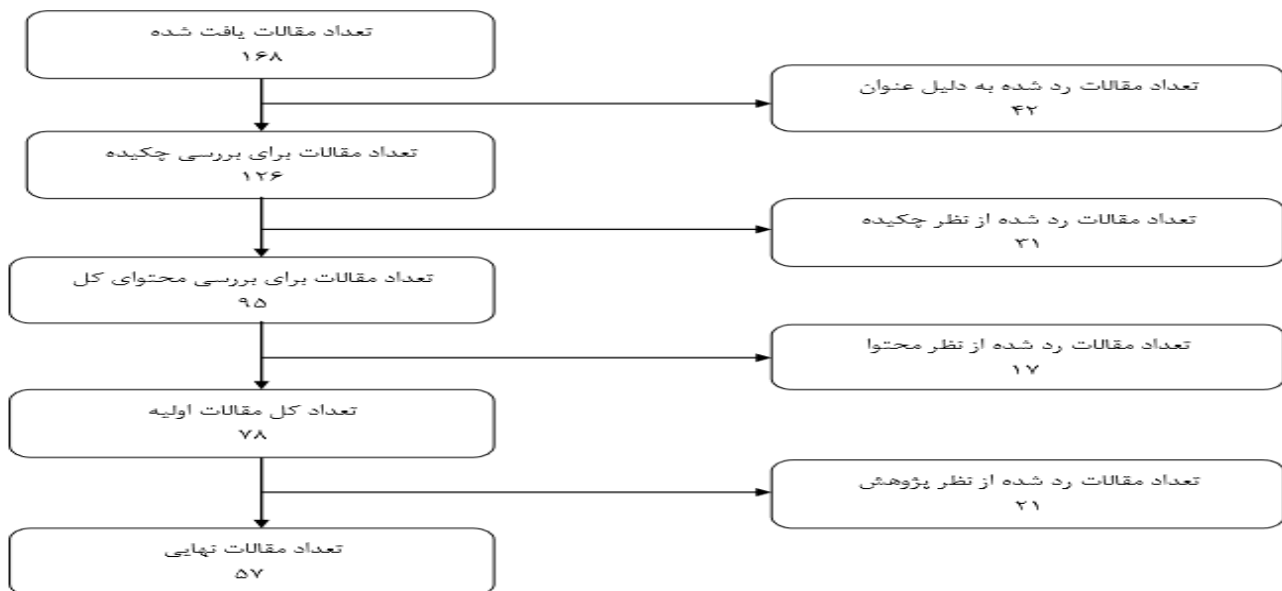 تعداد مقالات یافت شده
۱۶۸
تعداد مقالات رد شده به دلیل عنوان
۴۲
تعداد مقالات برای بررسی چکیده
۱۲۶
تعداد مقالات رد شده از نظر چکیده
۳۱
تعداد مقالات برای بررسی محتوای کل
۹۵
تعداد مقالات رد شده از نظر محتوا
۱۷
تعداد کل مقالات اولیه
۷۸
تعداد مقالات رد شده از نظر پژوهش
۲۱
تعداد مقالات نهایی
۵۷